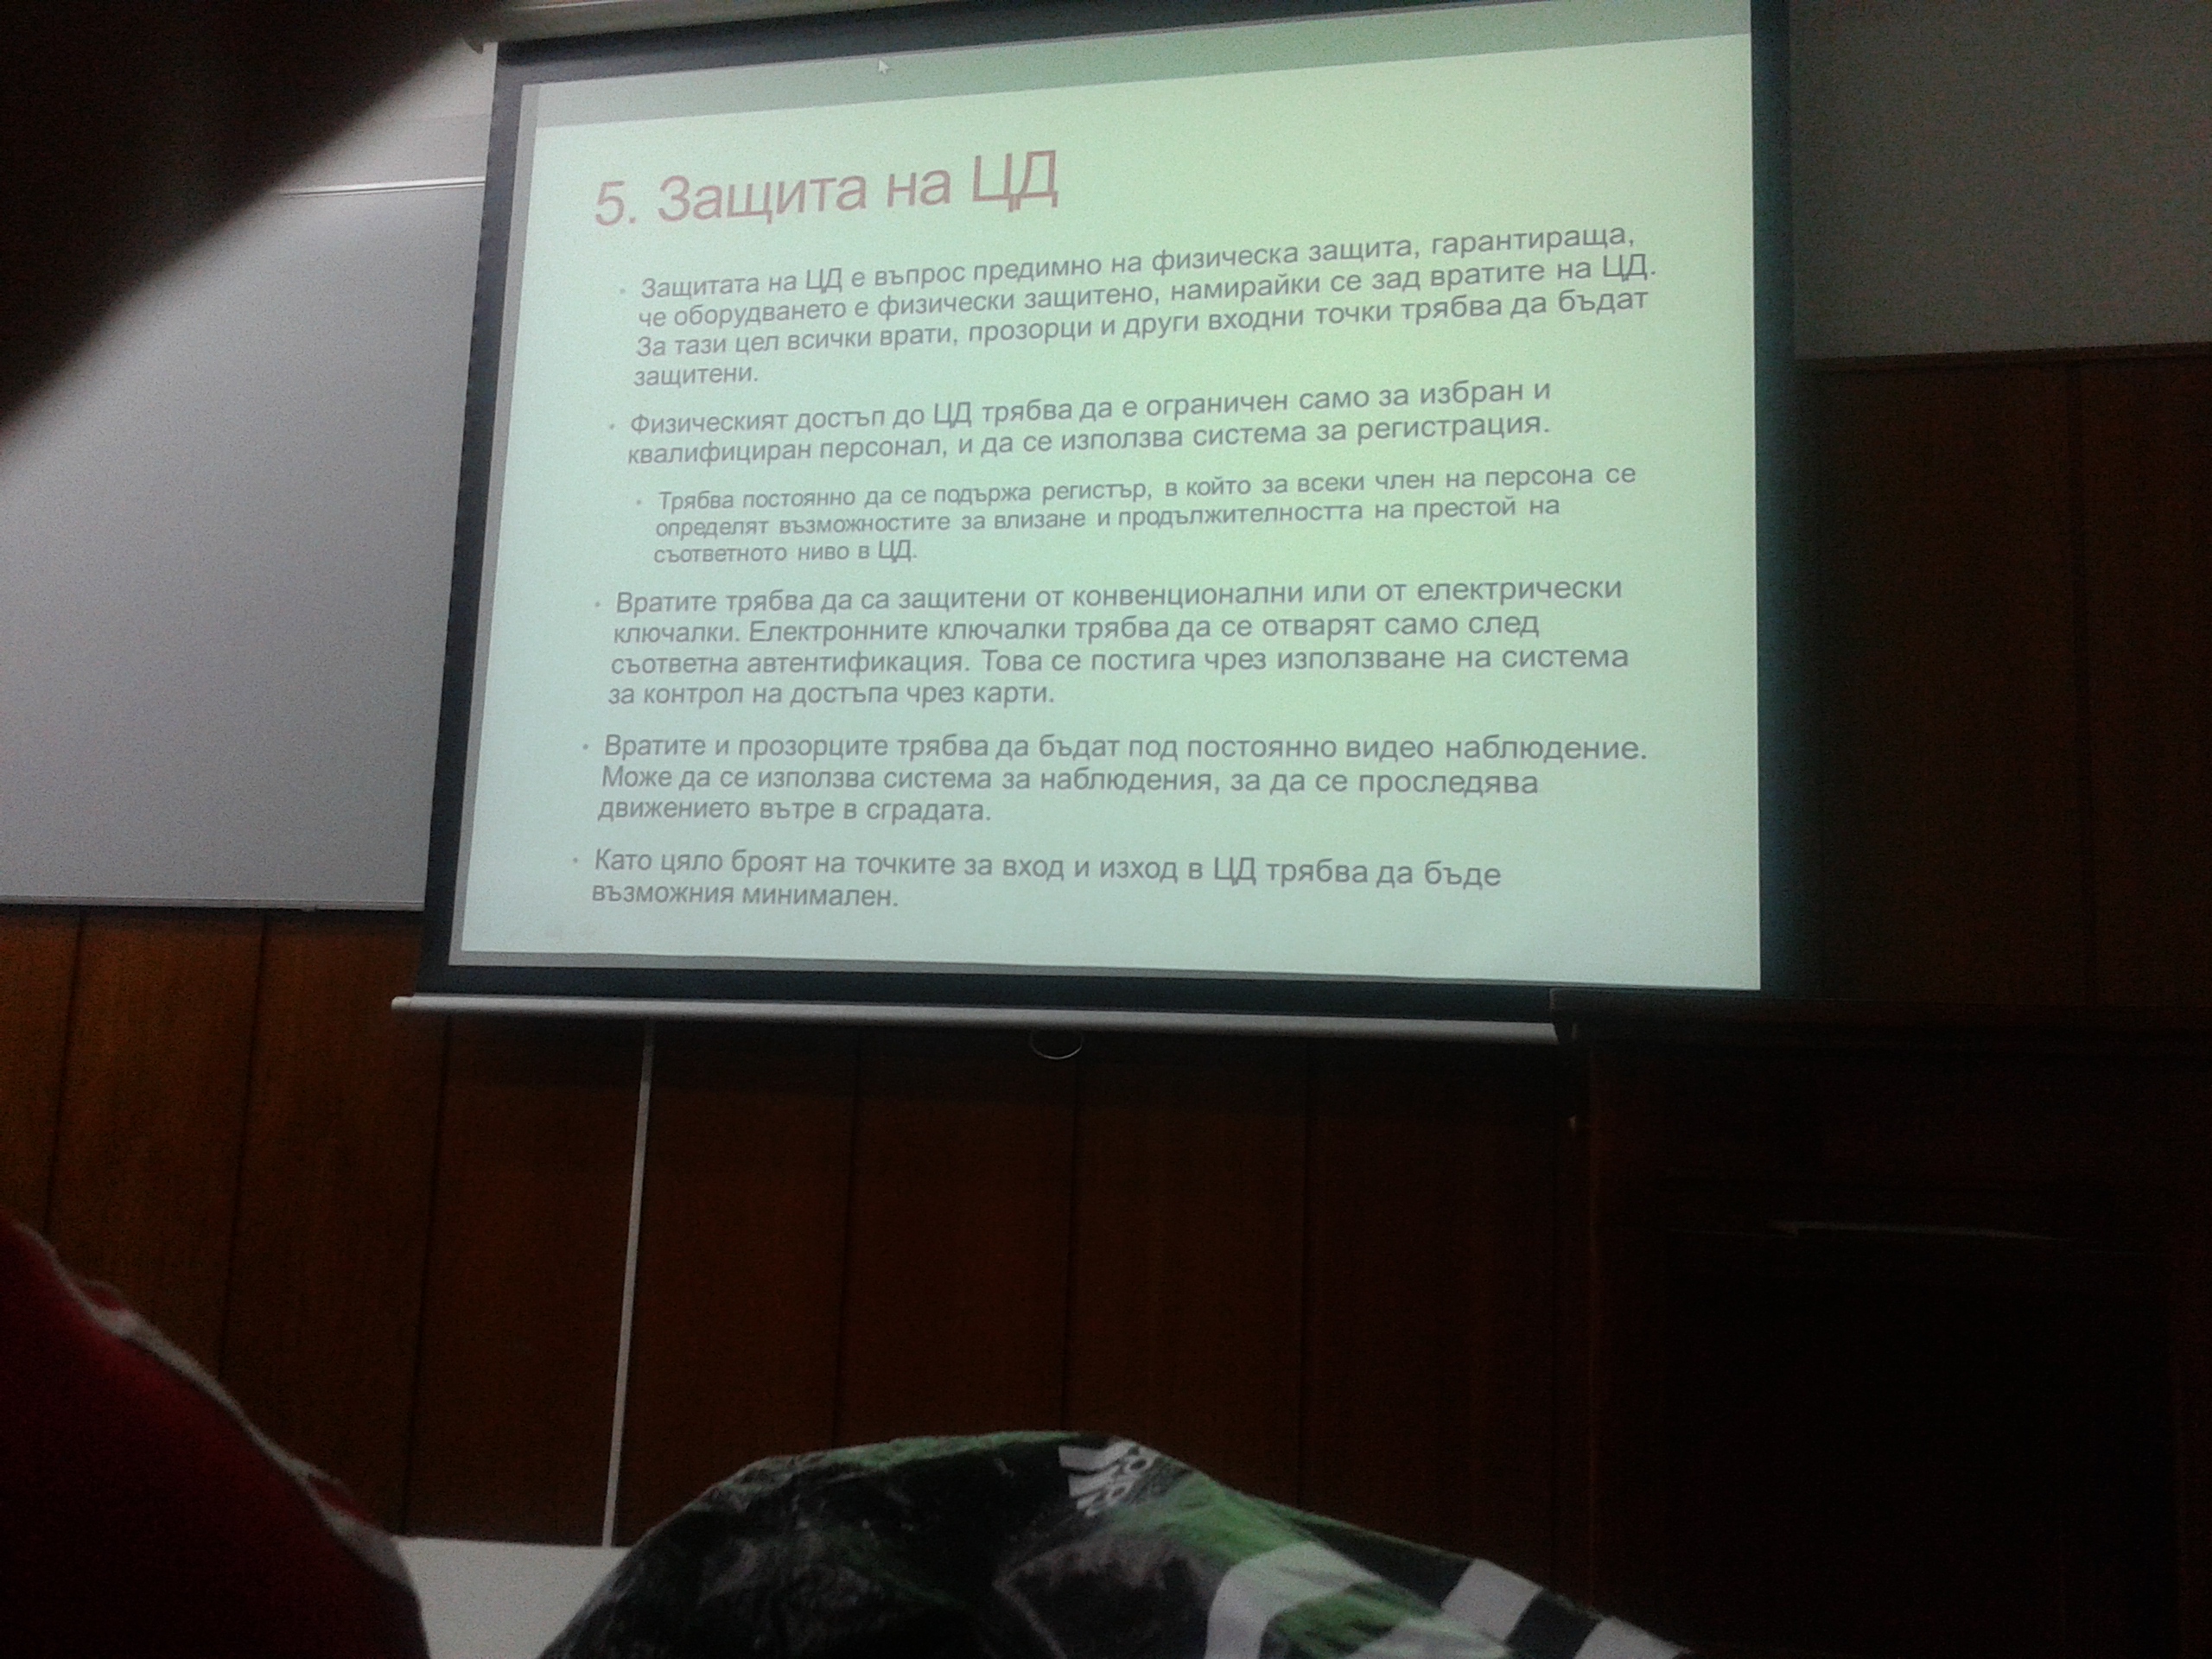 5. Защита на ЦД
• Защитата на ЦД е въпрос предимно на физическа защита, гарантираща,
че оборудването е физически защитено, намирайки се зад вратите на ЦД.
За тази цел всички врати, прозорци и други входни точки трябва да бъдат
защитени.
• Физическият достъп до ЦД трябва да е ограничен само за избран и
квалифициран персонал, и да се използва система за регистрация.
• Трябва постоянно да се подържа регистър, в който за всеки член на персона се
определят възможностите за влизане и продължителността на престой на
съответното ниво в ЦД.
• Вратите трябва да са защитени от конвенционални или от електрически
ключалки. Електронните ключалки трябва да се отварят само след
съответна автентификация. Това се постига чрез използване на система
за контрол на достъпа чрез карти.
• Вратите и прозорците трябва да бъдат под постоянно видео наблюдение.
Може да се използва система за наблюдения, за да се проследява
движението вътре в сградата.
• Като цяло броят на точките за вход и изход в ЦД трябва да бъде
възможния минимален.
adidas